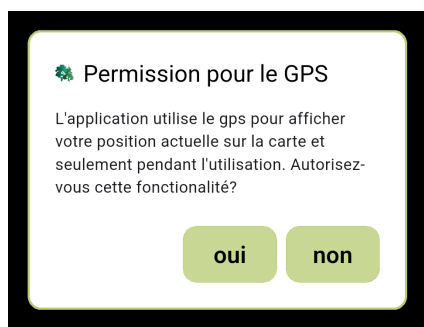 Permission pour le GPS
L'application utilise le gps pour afficher
votre position actuelle sur la carte et
seulement pendant l'utilisation. Autorisez-
vous cette fonctionalité?
oui
non